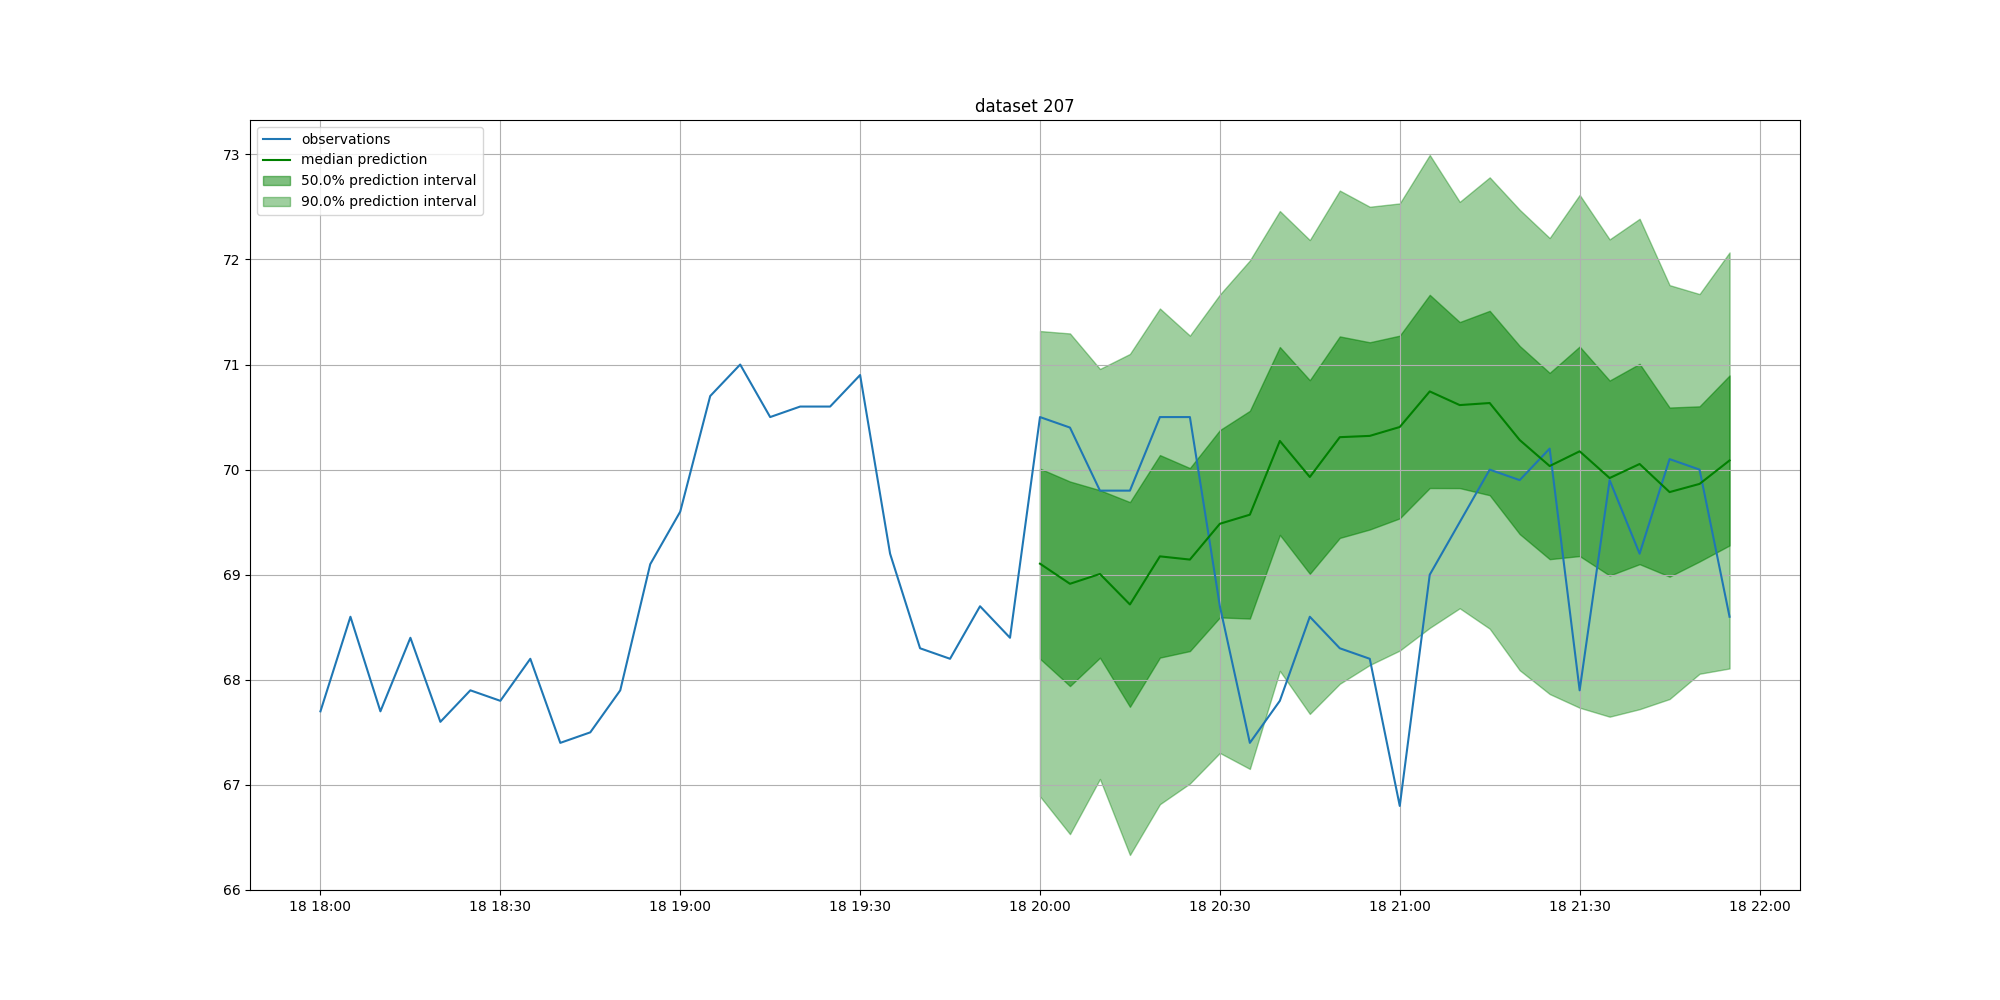 dataset 207
observations
median prediction
50.0% prediction interval
90.0% prediction interval
73
72
71
70
69
68
67
66
18 18:00 18 18:30 18 19:00 18 19:30 18 20:00 18 20:30 18 21:00 18 21:30 18 22:00